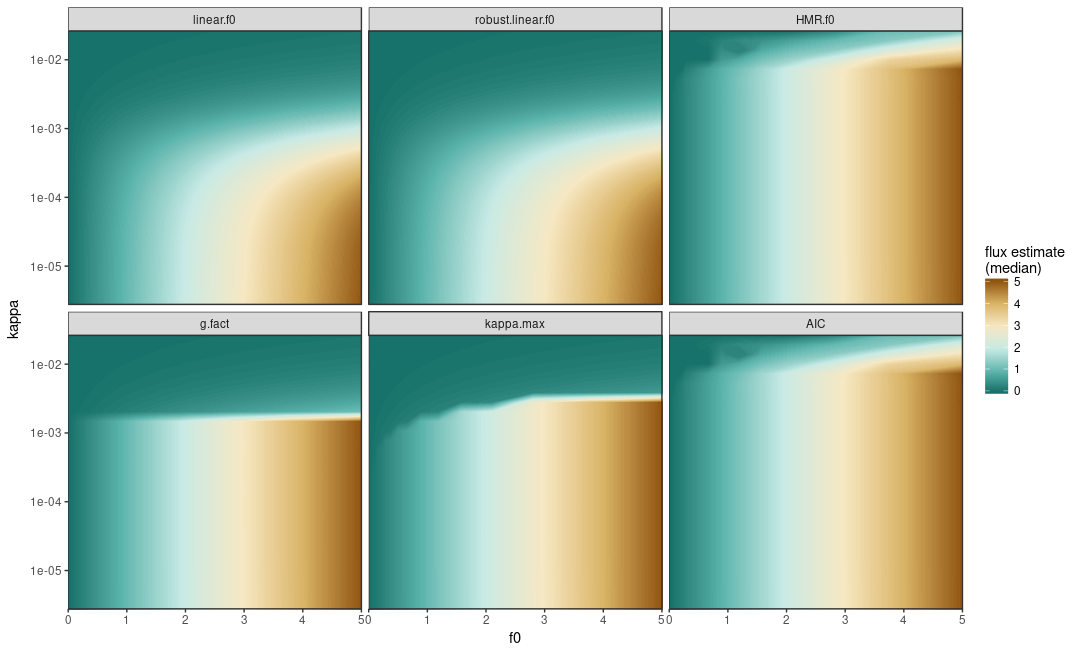 linear.f0
robust.linear.f0
HMR.f0
1e-02
1e-03
1e-04
1e-05
g.fact
kappa.max
AIC
1e-02
1e-03
1e-04
1e-05
0 1 2 3 4 5
0 1 2 3 4 5
0 1 2 3 4 5
f0
kappa
flux estimate
(median)
5
4
3
2
1
0